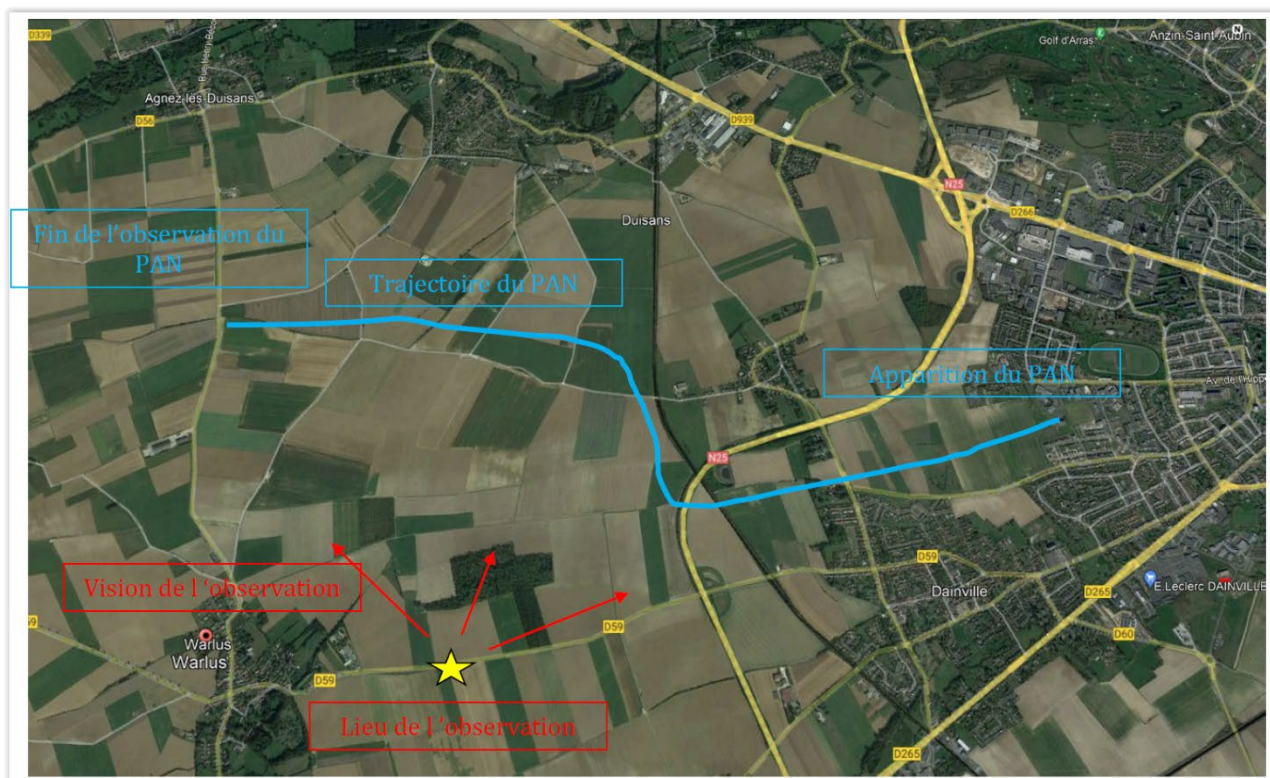 D339
Golf d'Arras
Anzin-Saint-Aubin
N
Agnez-lès-Duisans
D56
D939
N25
D266
Duisans
Fin de l'observation du
PAN
Trajectoire du PAN
Apparition du PAN
N25
D59
Vision de l 'observation
Dainville
E.Leclerc DAINVILLE
D265
D60
D59
Warlus
Warlus
D59
Lieu de l 'observation
D265